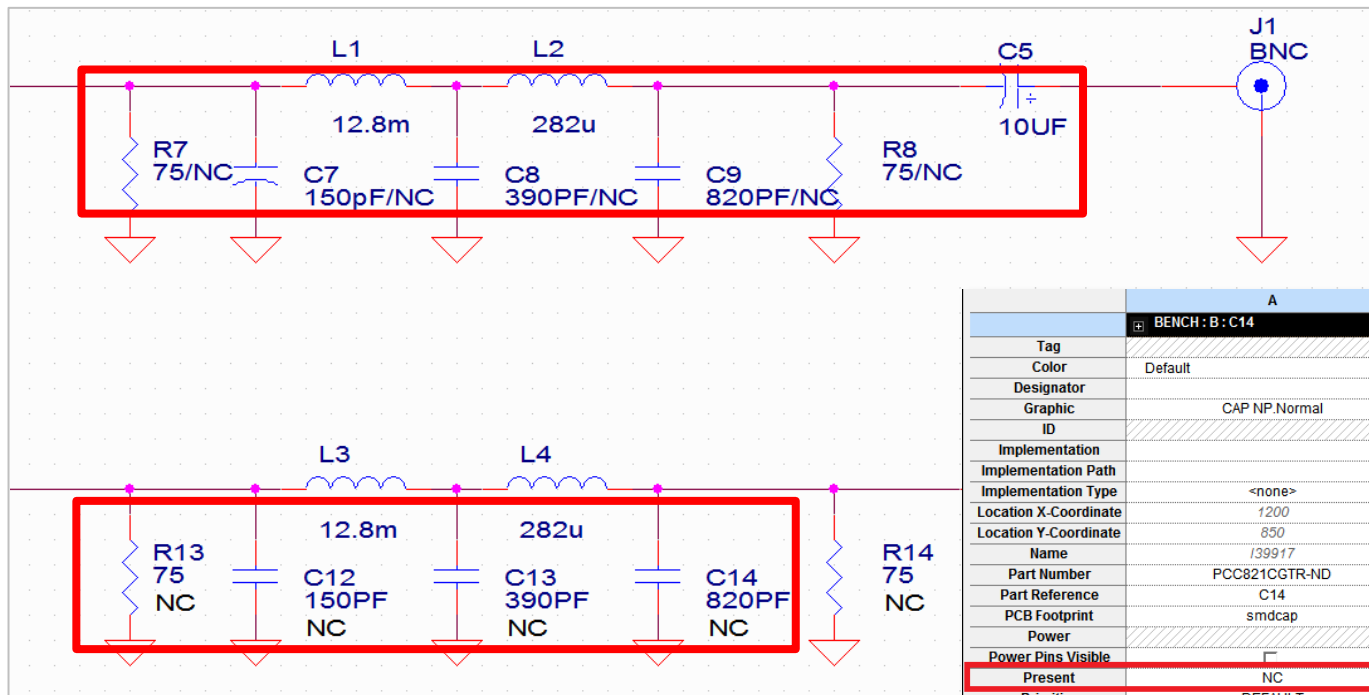 J1
BNC
L1
L2
C5
12.8m
282u
10UF
R7
75/NC
C7
150pF/NC
C8
390PF/NC
C9
820PF/NC
R8
75/NC
L3
L4
12.8m
282u
R13
75
NC
C12
150PF
NC
C13
390PF
NC
C14
820PF
NC
R14
75
NC
A
BENCH : B : C14
Tag
Color Default
Designator
Graphic CAP NP.Normal
ID
Implementation
Implementation Path
Implementation Type <none>
Location X-Coordinate 1200
Location Y-Coordinate 850
Name I39917
Part Number PCC821CGTR-ND
Part Reference C14
PCB Footprint smdcap
Power
Power Pins Visible
Present NC